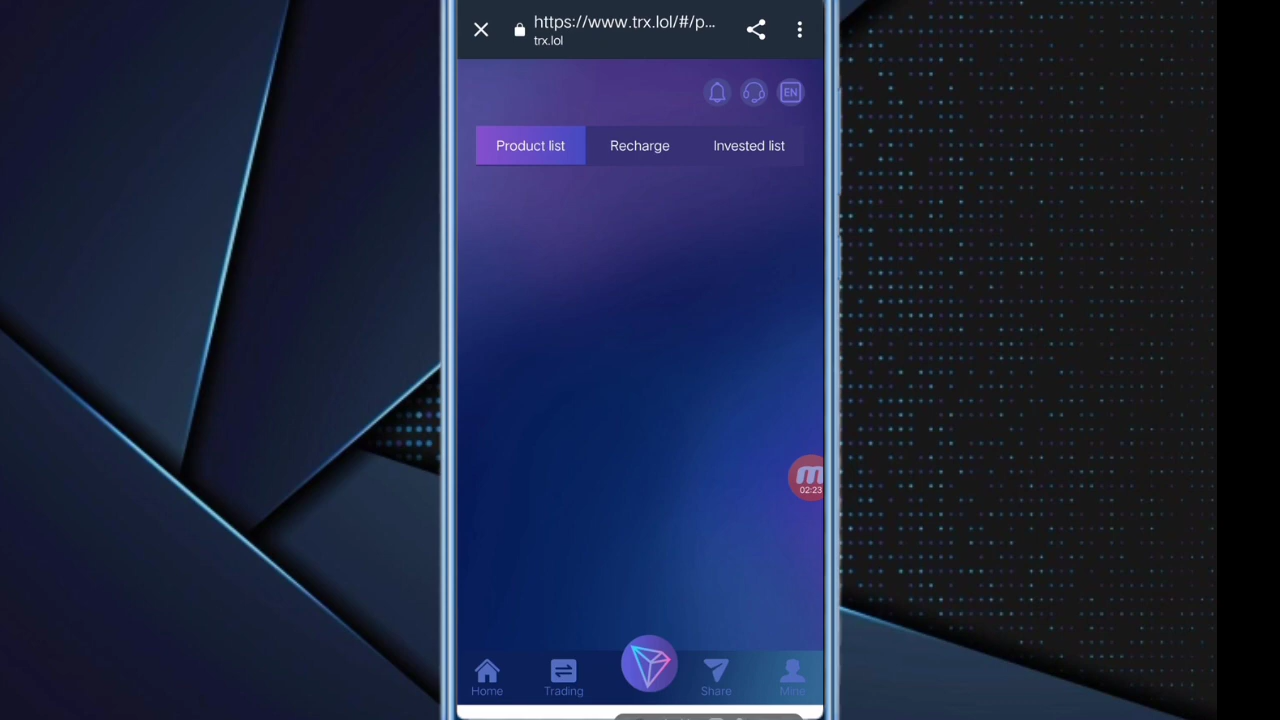 https://www.trx.lol/#/p...
trx.lol
EN
Product list
Recharge
Invested list
02:23
Home
Trading
Share
Mine